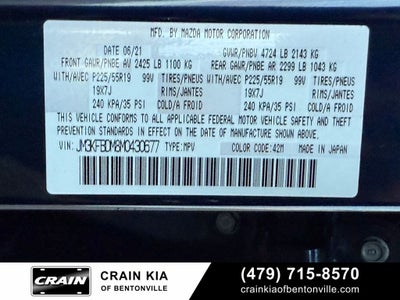 MFD. BY MAZDA MOTOR CORPORATION
DATE 06/21 GVWR/PNBV 4724 LB 2143 KG
FRONT GAWR/PNBE AV 2425 LB 1100 KG REAR GAWR/PNBE AR 2299 LB 1043 KG
WITH/AVEC P225/55R19 99V TIRES/PNEUS WITH/AVEC P225/55R19 99V TIRES/PNEUS
19X7J RIMS/JANTES 19X7J RIMS/JANTES
240 KPA/35 PSI COLD/A FROID 240 KPA/35 PSI COLD/A FROID
THIS VEHICLE CONFORMS TO ALL APPLICABLE FEDERAL MOTOR VEHICLE SAFETY, BUMPER, AND THEFT
PREVENTION STANDARDS IN EFFECT ON THE DATE OF MANUFACTURE SHOWN ABOVE.
VIN: JM3KFBDM8M0430677 TYPE:MPV COLOR CODE:42M MADE IN JAPAN
CRAIN
CRAIN KIA
OF BENTONVILLE
(479) 715-8570
crainkiaofbentonville.com